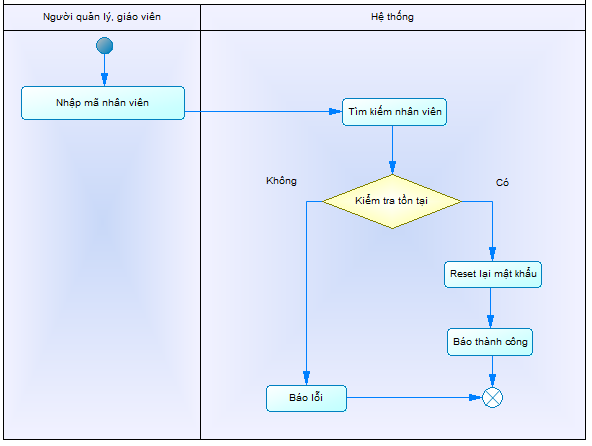 Người quản lý, giáo viên
Hệ thống
Nhập mã nhân viên
Tìm kiếm nhân viên
Không
Có
Kiểm tra tồn tại
Reset lại mật khẩu
Báo thành công
Báo lỗi